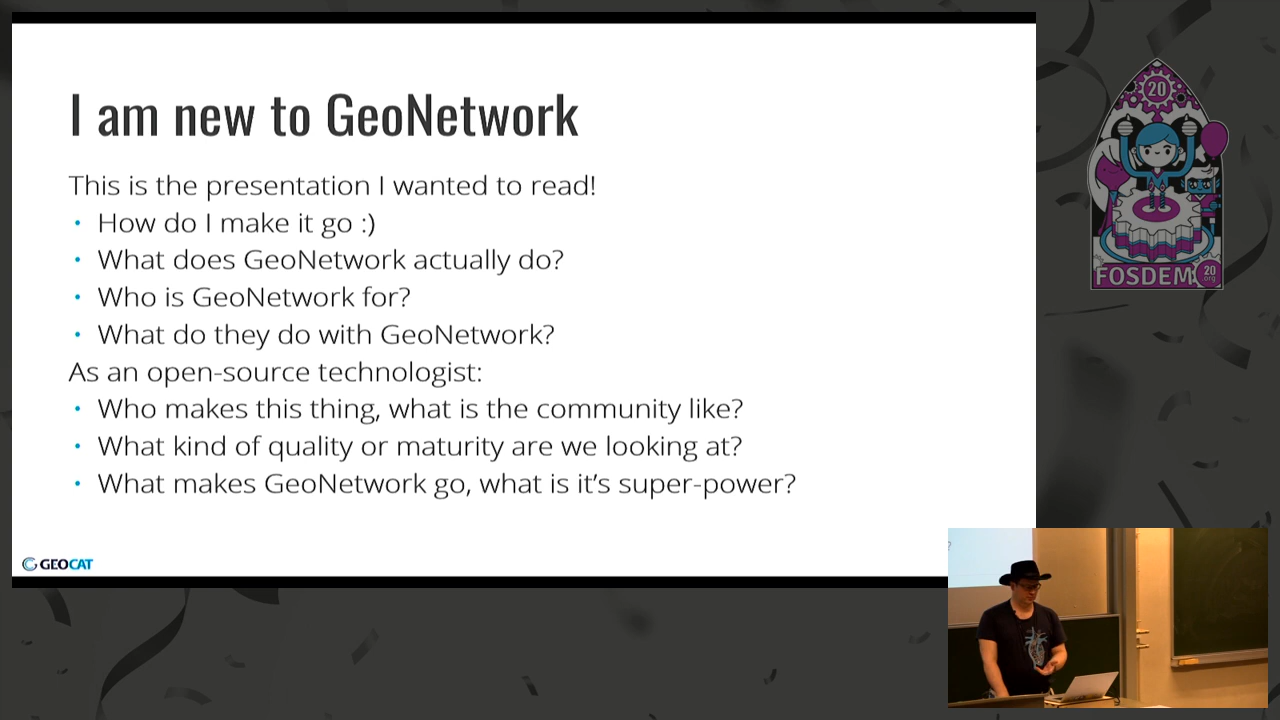 I am new to GeoNetwork
This is the presentation I wanted to read!
• How do I make it go :)
• What does GeoNetwork actually do?
• Who is GeoNetwork for?
• What do they do with GeoNetwork?
As an open-source technologist:
• Who makes this thing, what is the community like?
• What kind of quality or maturity are we looking at?
• What makes GeoNetwork go, what is it’s super-power?
GEOCAT
20
FOSDEM
20
org
?